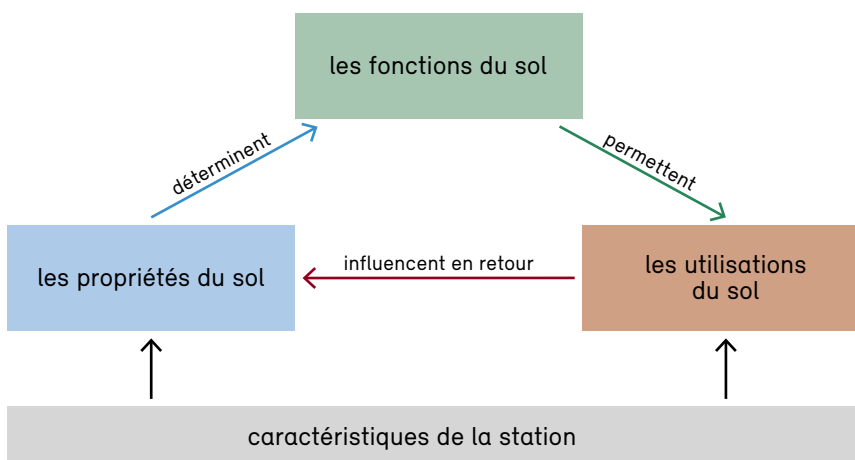 les fonctions du sol
déterminent
permettent
les propriétés du sol
influencent en retour
les utilisations
du sol
caractéristiques de la station